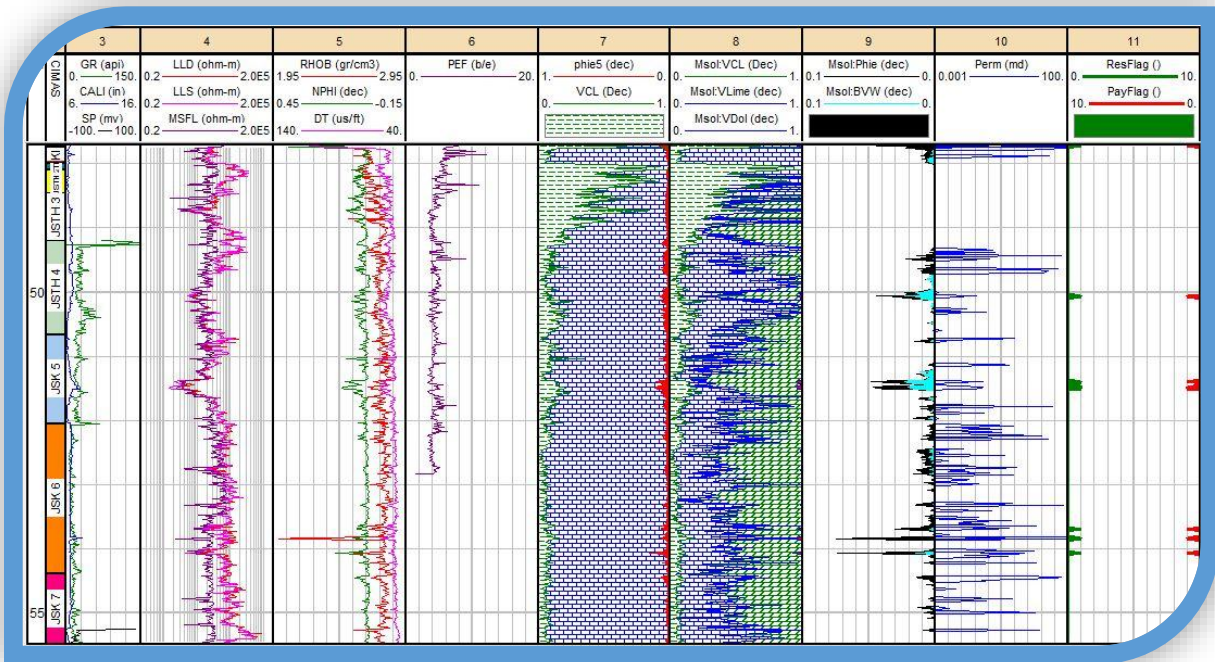 3 4 5 6 7 8 9 10 11
CIMAS
GR (api)
0. 150.
CALI (in)
6. 16.
SP (mv)
-100. 100.
LLD (ohm-m)
0.2 2.0E5
LLS (ohm-m)
0.2 2.0E5
MSFL (ohm-m)
0.2 2.0E5
RHOB (gr/cm3)
1.95 2.95
NPHI (dec)
0.45 -0.15
DT (us/ft)
140. 40.
PEF (b/e)
0. 20.
phie5 (dec)
1. 0.
VCL (Dec)
0. 1.
Msol:VCL (Dec)
0. 1.
Msol:VLime (dec)
0. 1.
Msol:VDol (dec)
0. 1.
Msol:Phie (dec)
0.1 0.
Msol:BVW (dec)
0.1 0.
Perm (md)
0.001 100.
ResFlag ()
0. 10.
PayFlag ()
10. 0.
KI
JSTH 3
JSTH 4
50
JSK 5
JSK 6
JSK 7
55